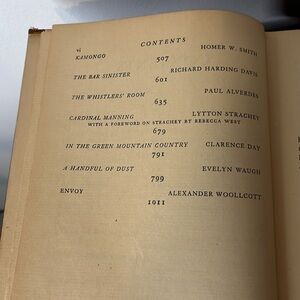 vi
CONTENTS
KAMONGO HOMER W. SMITH
507
THE BAR SINISTER RICHARD HARDING DAVIS
601
THE WHISTLERS' ROOM PAUL ALVERDES
635
CARDINAL MANNING LYTTON STRACHEY
WITH A FOREWORD ON STRACHEY BY REBECCA WEST
679
IN THE GREEN MOUNTAIN COUNTRY CLARENCE DAY
791
A HANDFUL OF DUST EVELYN WAUGH
799
ENVOY ALEXANDER WOOLLCOTT
1011